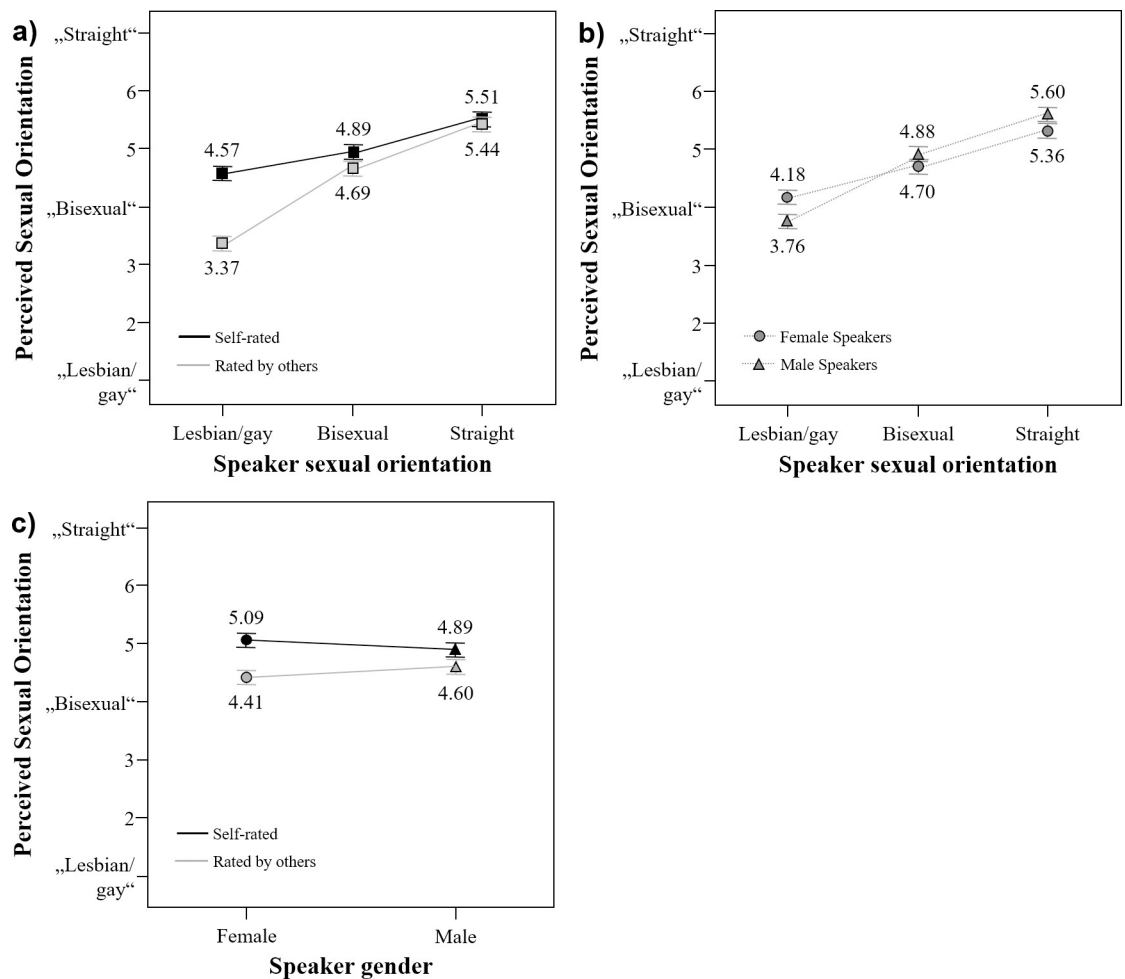 a)
Perceived Sexual Orientation
„Straight“
6
5
„Bisexual“
3
2
„Lesbian/
gay“
4.57
4.89
5.51
3.37
4.69
5.44
Self-rated
Rated by others
Lesbian/gay
Bisexual
Straight
Speaker sexual orientation
b)
Perceived Sexual Orientation
„Straight“
6
5
„Bisexual“
3
2
„Lesbian/
gay“
4.18
4.88
5.60
3.76
4.70
5.36
Female Speakers
Male Speakers
Lesbian/gay
Bisexual
Straight
Speaker sexual orientation
c)
Perceived Sexual Orientation
„Straight“
6
5
„Bisexual“
3
2
„Lesbian/
gay“
5.09
4.89
4.41
4.60
Self-rated
Rated by others
Female
Male
Speaker gender